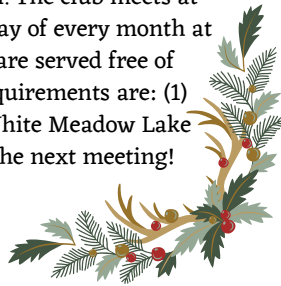 . The club meets at
ay of every month at
are served free of
quirements are: (1)
White Meadow Lake
he next meeting!